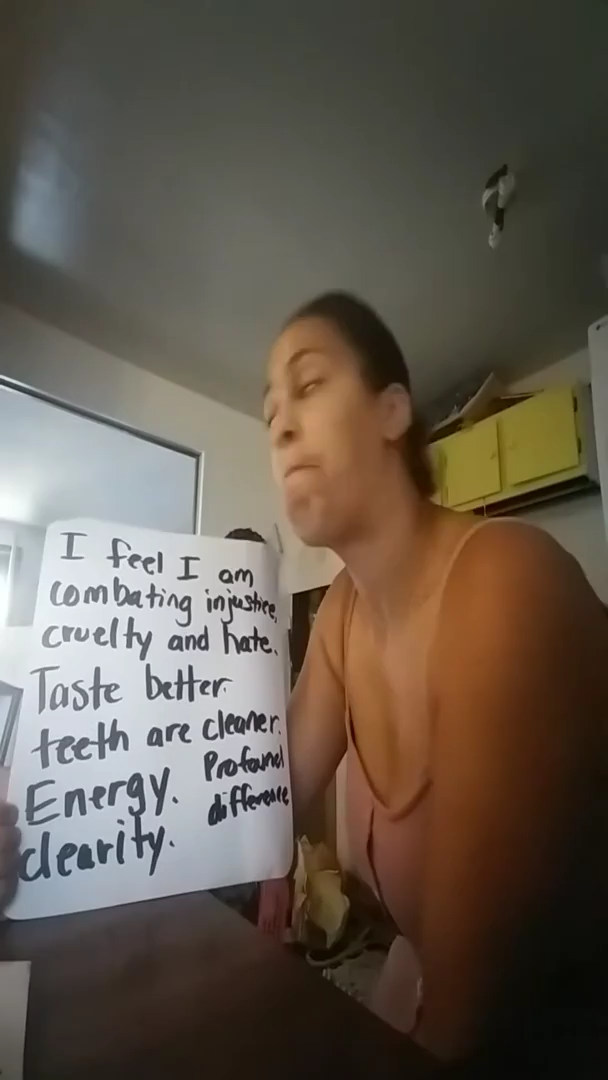 I feel I am
combating injustice,
cruelty and hate.
Taste better.
teeth are cleaner.
Energy. Profound
clearity. difference